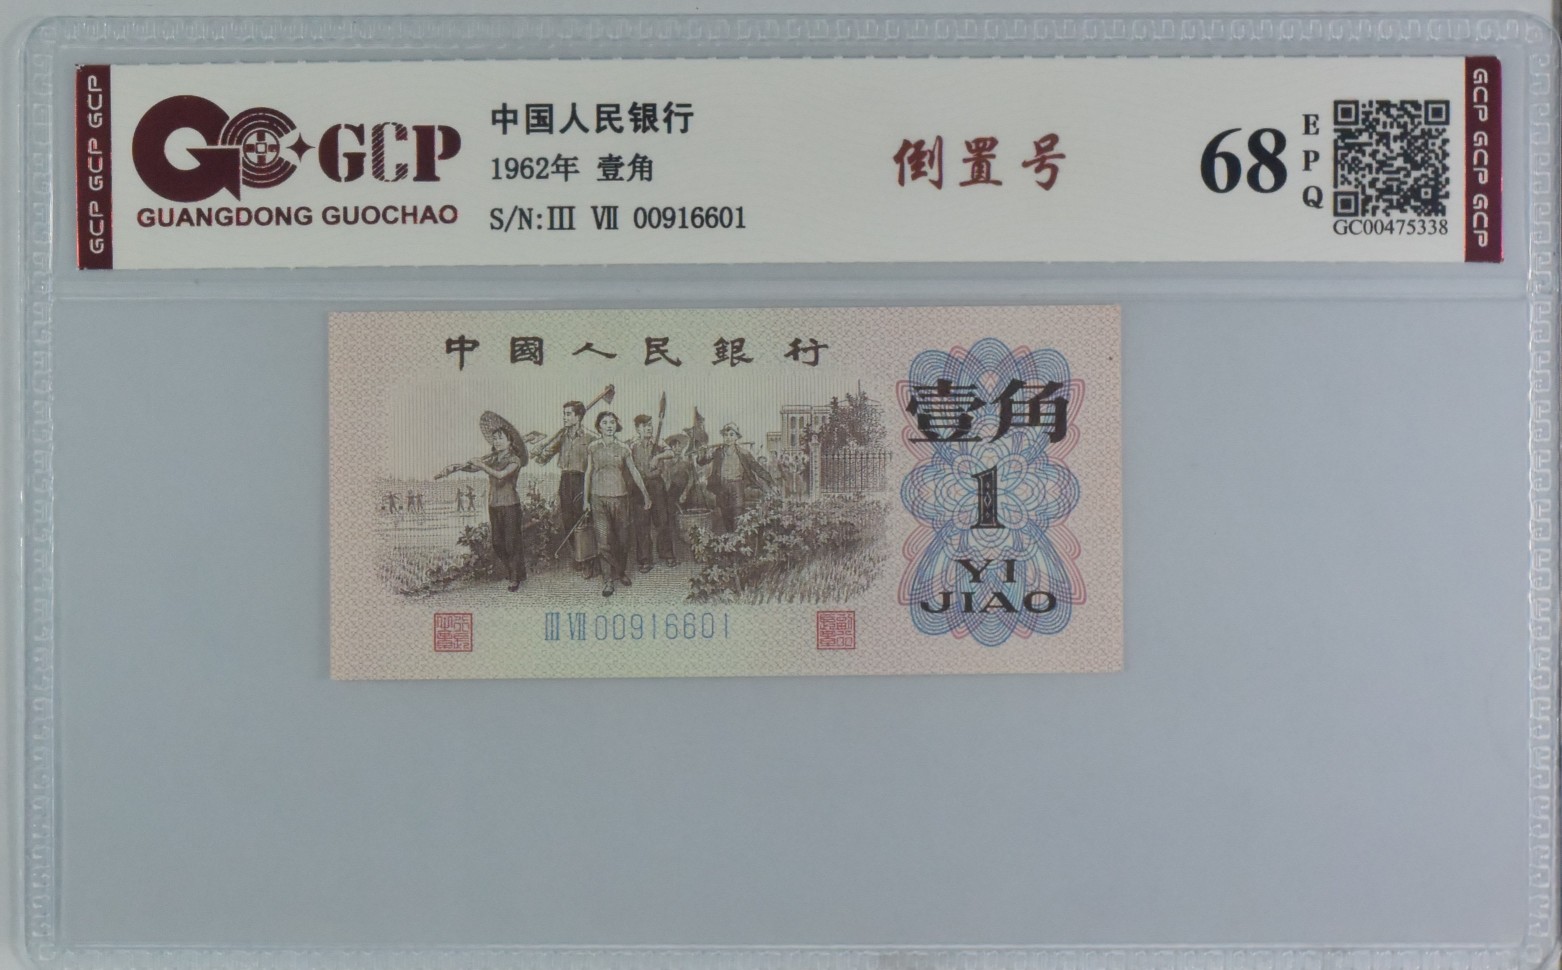 GCP GCP GCP
GCP
GUANGDONG GUOCHAO
中国人民银行
1962年 壹角
S/N:Ⅲ Ⅶ 00916601
倒置号
68
EPQ
GC00475338
GCP GCP GCP
中國人民銀行
壹角
1
YI
JIAO
Ⅲ Ⅶ 00916601